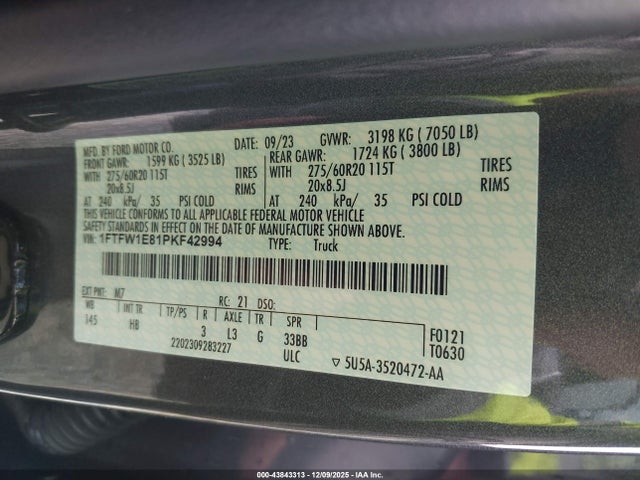 MFD. BY FORD MOTOR CO. DATE: 09/23 GVWR: 3198 KG ( 7050 LB)
FRONT GAWR: 1599 KG ( 3525 LB) REAR GAWR: 1724 KG ( 3800 LB)
WITH 275/60R20 115T TIRES WITH 275/60R20 115T TIRES
20x8.5J RIMS 20x8.5J RIMS
AT 240 kPa/ 35 PSI COLD AT 240 kPa/ 35 PSI COLD
THIS VEHICLE CONFORMS TO ALL APPLICABLE FEDERAL MOTOR VEHICLE
SAFETY STANDARDS IN EFFECT ON THE DATE OF MANUFACTURE SHOWN ABOVE.
VIN: 1FTFW1E81PKF42994 TYPE: Truck
EXT PNT: M7 RC: 21 DSO:
WB INT TR TP/PS R AXLE TR SPR F0121
145 HB 3 L3 G 33BB T0630
2202309283227 ULC ▽ 5U5A-3520472-AA
000-43843313 - 12/09/2025 - IAA Inc.